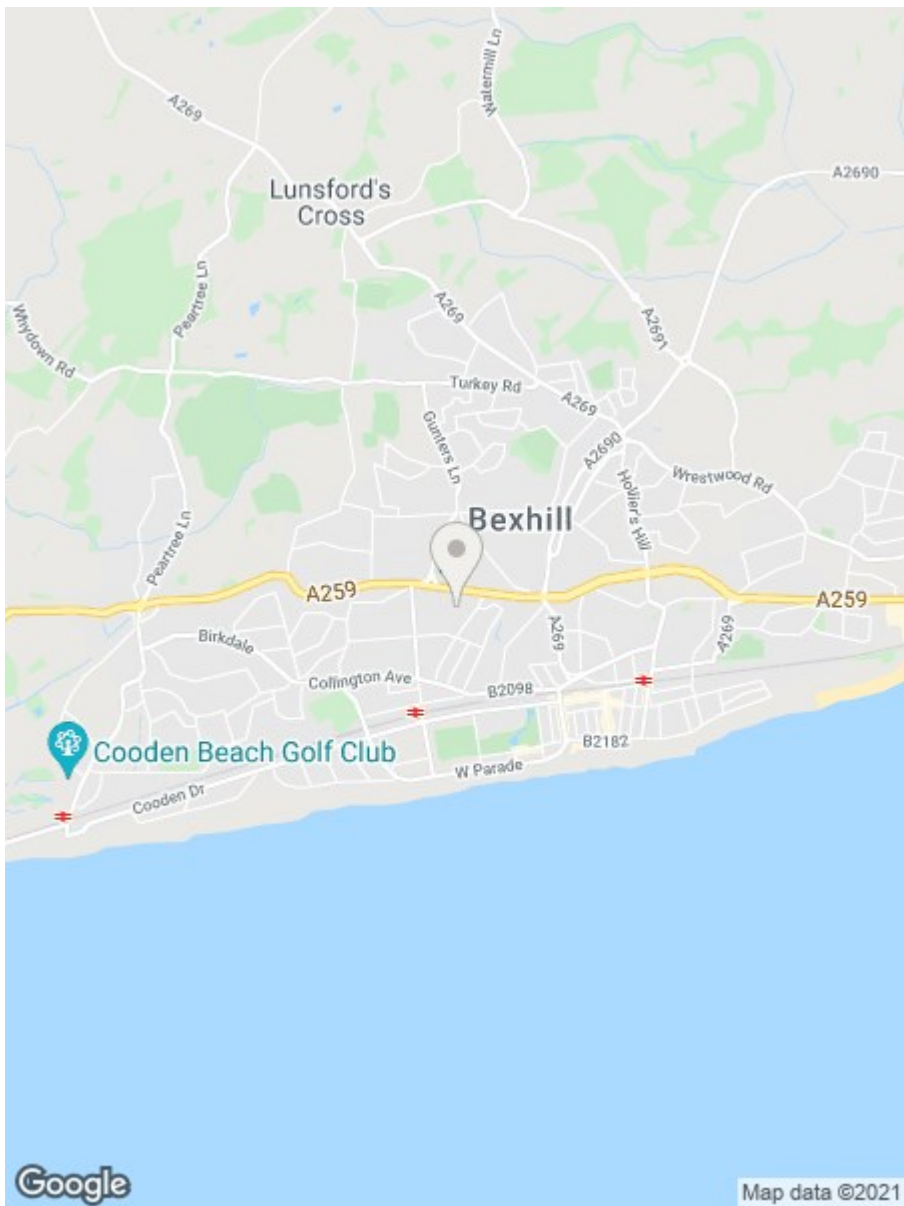 Watermill Ln
A269
A2690
Lunsford's
Cross
Peartree Ln
Whydown Rd
A269
A2691
Turkey Rd
A269
Gunters Ln
A2690
Hollier's Hill
Wrestwood Rd
Bexhill
Peartree Ln
A259
A259
Birkdale
A269
A269
Collington Ave
B2098
Cooden Beach Golf Club
B2182
W Parade
Cooden Dr
Google
Map data ©2021